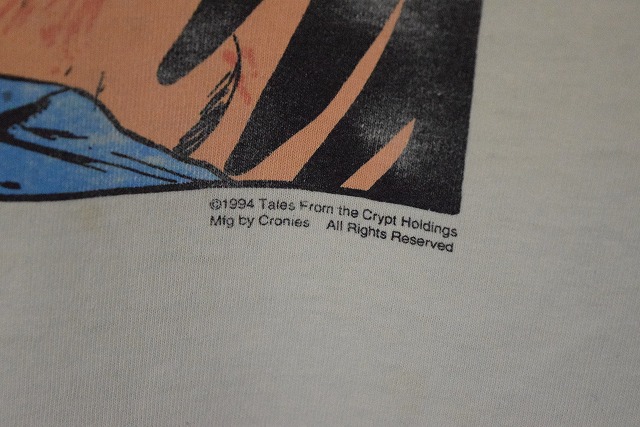 ©1994 Tales From the Crypt Holdings
Mfg by Cronies All Rights Reserved